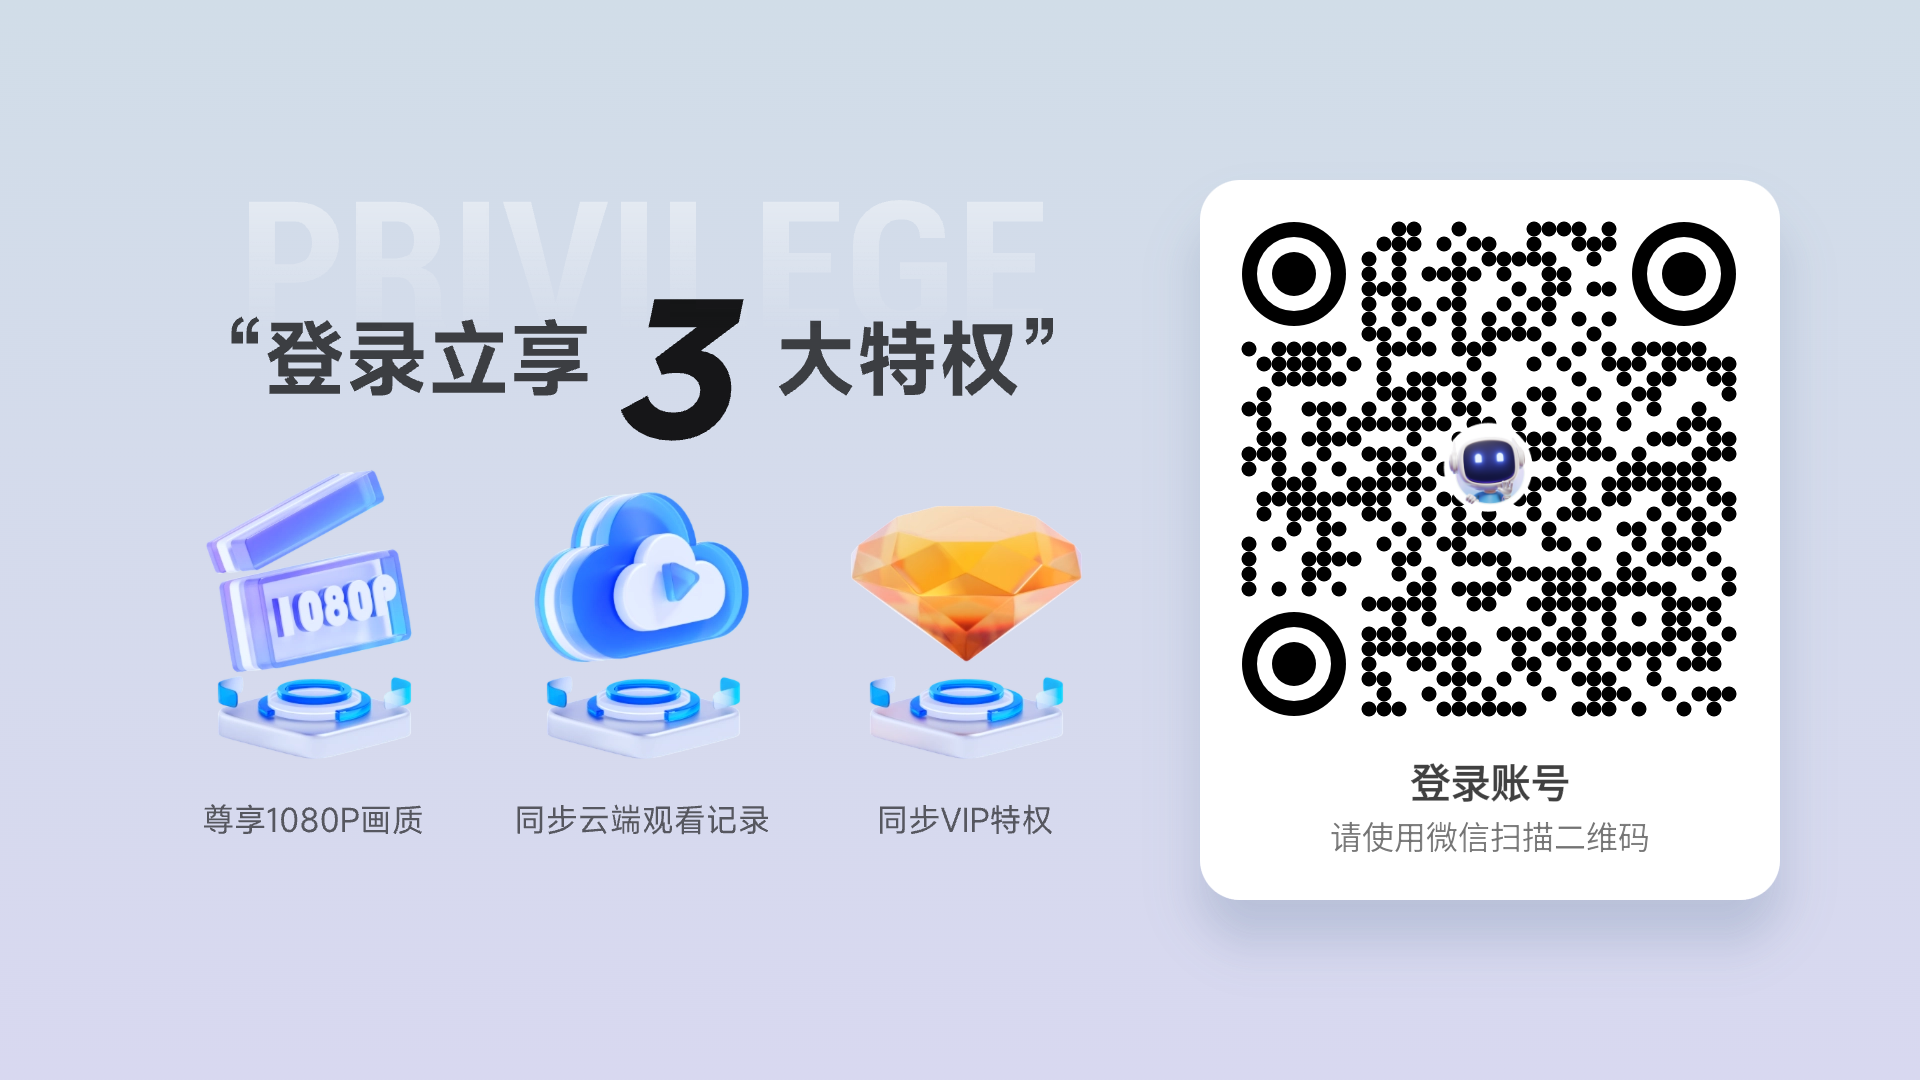 PRIVILEGE
“登录立享3大特权”
1080P
尊享1080P画质
同步云端观看记录
同步VIP特权
登录账号
请使用微信扫描二维码